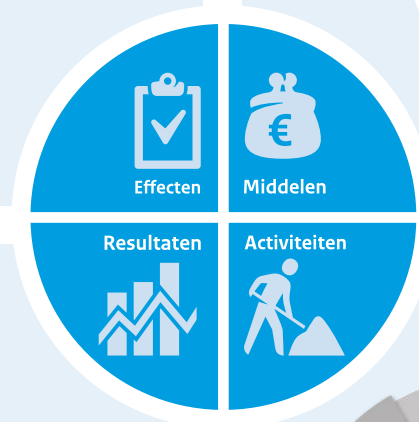 €
Effecten
Middelen
Resultaten
Activiteiten